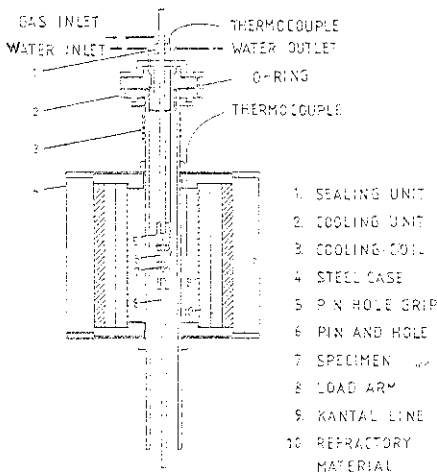 GAS INLET
THERMOCOUPLE
WATER INLET
WATER OUTLET
1
O-RING
2
THERMOCOUPLE
3
1. SEALING UNIT
2. COOLING UNIT
3. COOLING-COIL
4 STEEL CASE
5 PIN HOLE GRIP
6 PIN AND HOLE
7 SPECIMEN
8 LOAD ARM
9. KANTAL LINE
10 REFRACTORY
MATERIAL